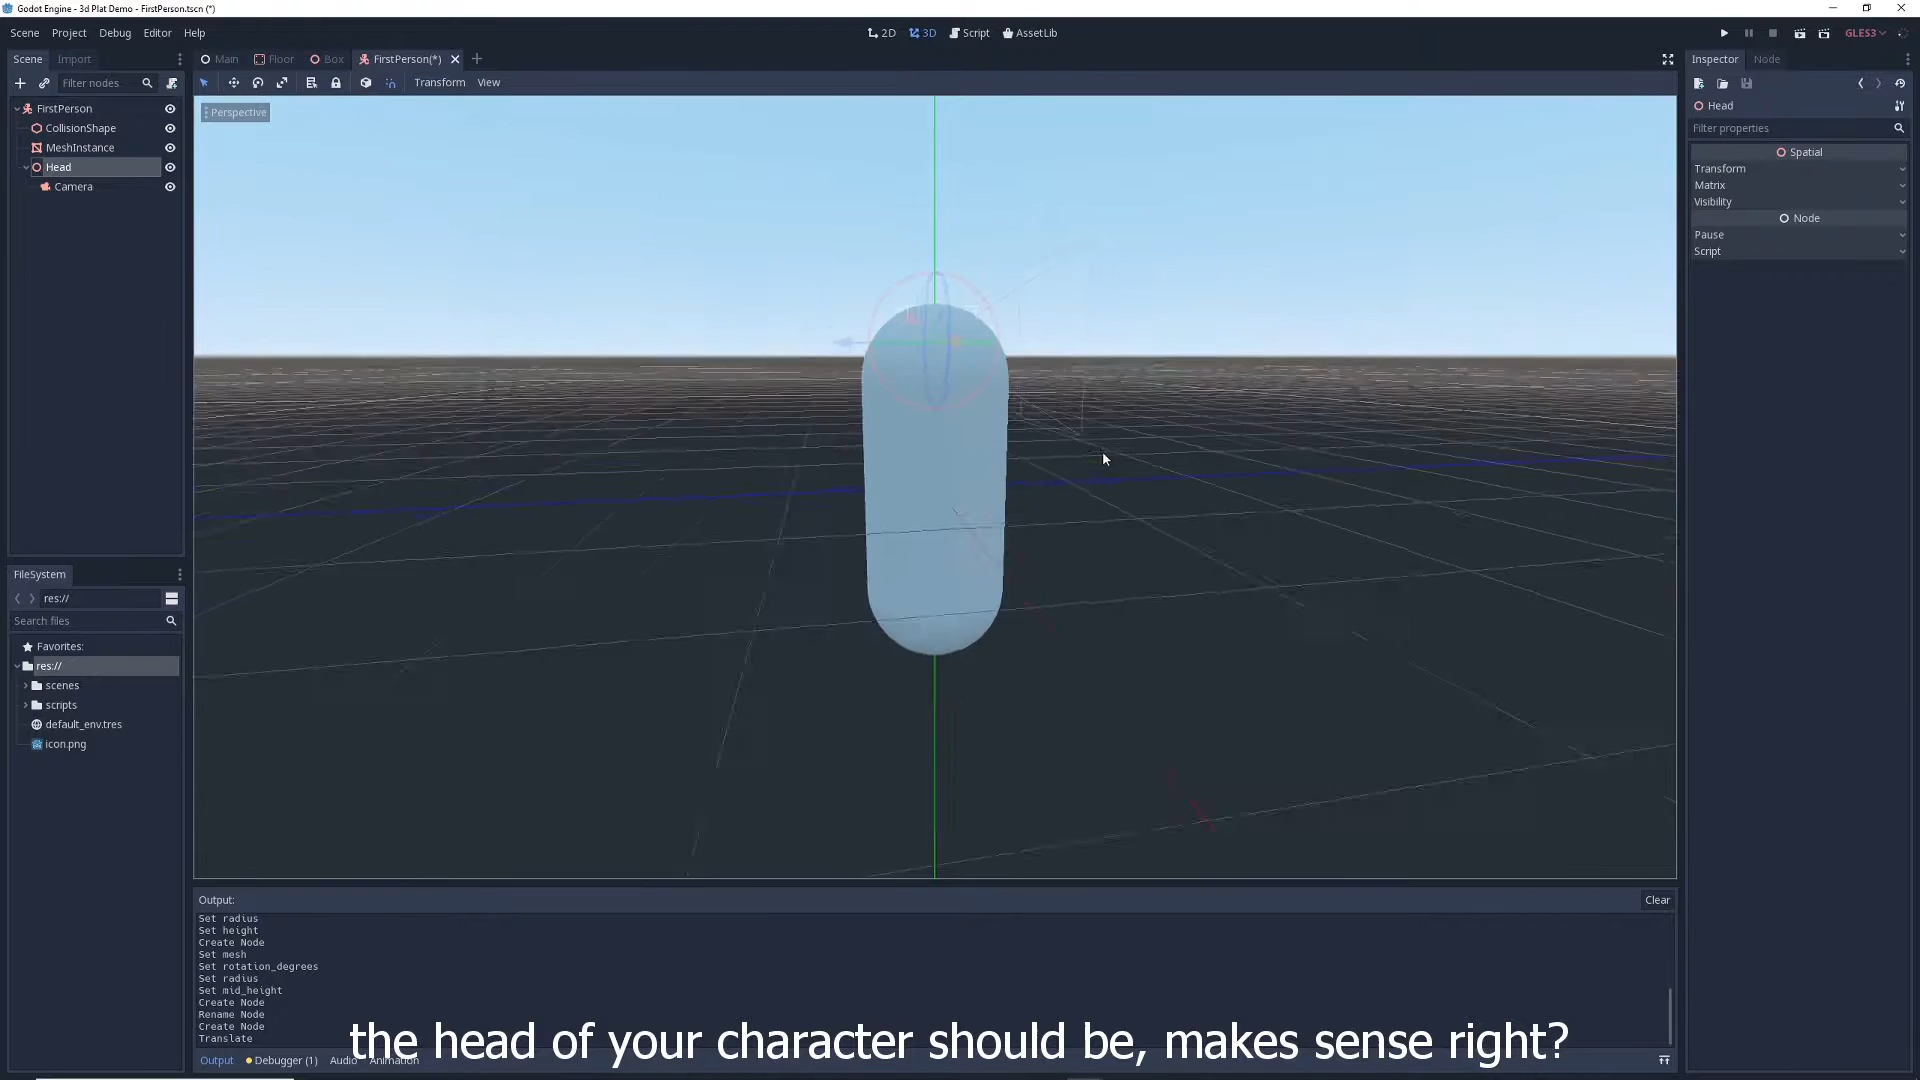 Godot Engine - 3d Plat Demo - FirstPerson.tscn (*)
Scene Project Debug Editor Help
2D 3D Script AssetLib
GLES3
Scene Import
Main Floor Box FirstPerson(*)
Inspector Node
Filter nodes
Transform View
FirstPerson
CollisionShape
MeshInstance
Head
Camera
Perspective
Head
Filter properties
Spatial
Transform
Matrix
Visibility
Node
Pause
Script
FileSystem
res://
Search files
Favorites:
res://
scenes
scripts
default_env.tres
icon.png
Output:
Clear
Set radius
Set height
Create Node
Set mesh
Set rotation_degrees
Set radius
Set mid_height
Create Node
Rename Node
Create Node
Translate
the head of your character should be, makes sense right?
Output Debugger (1) Audio Animation